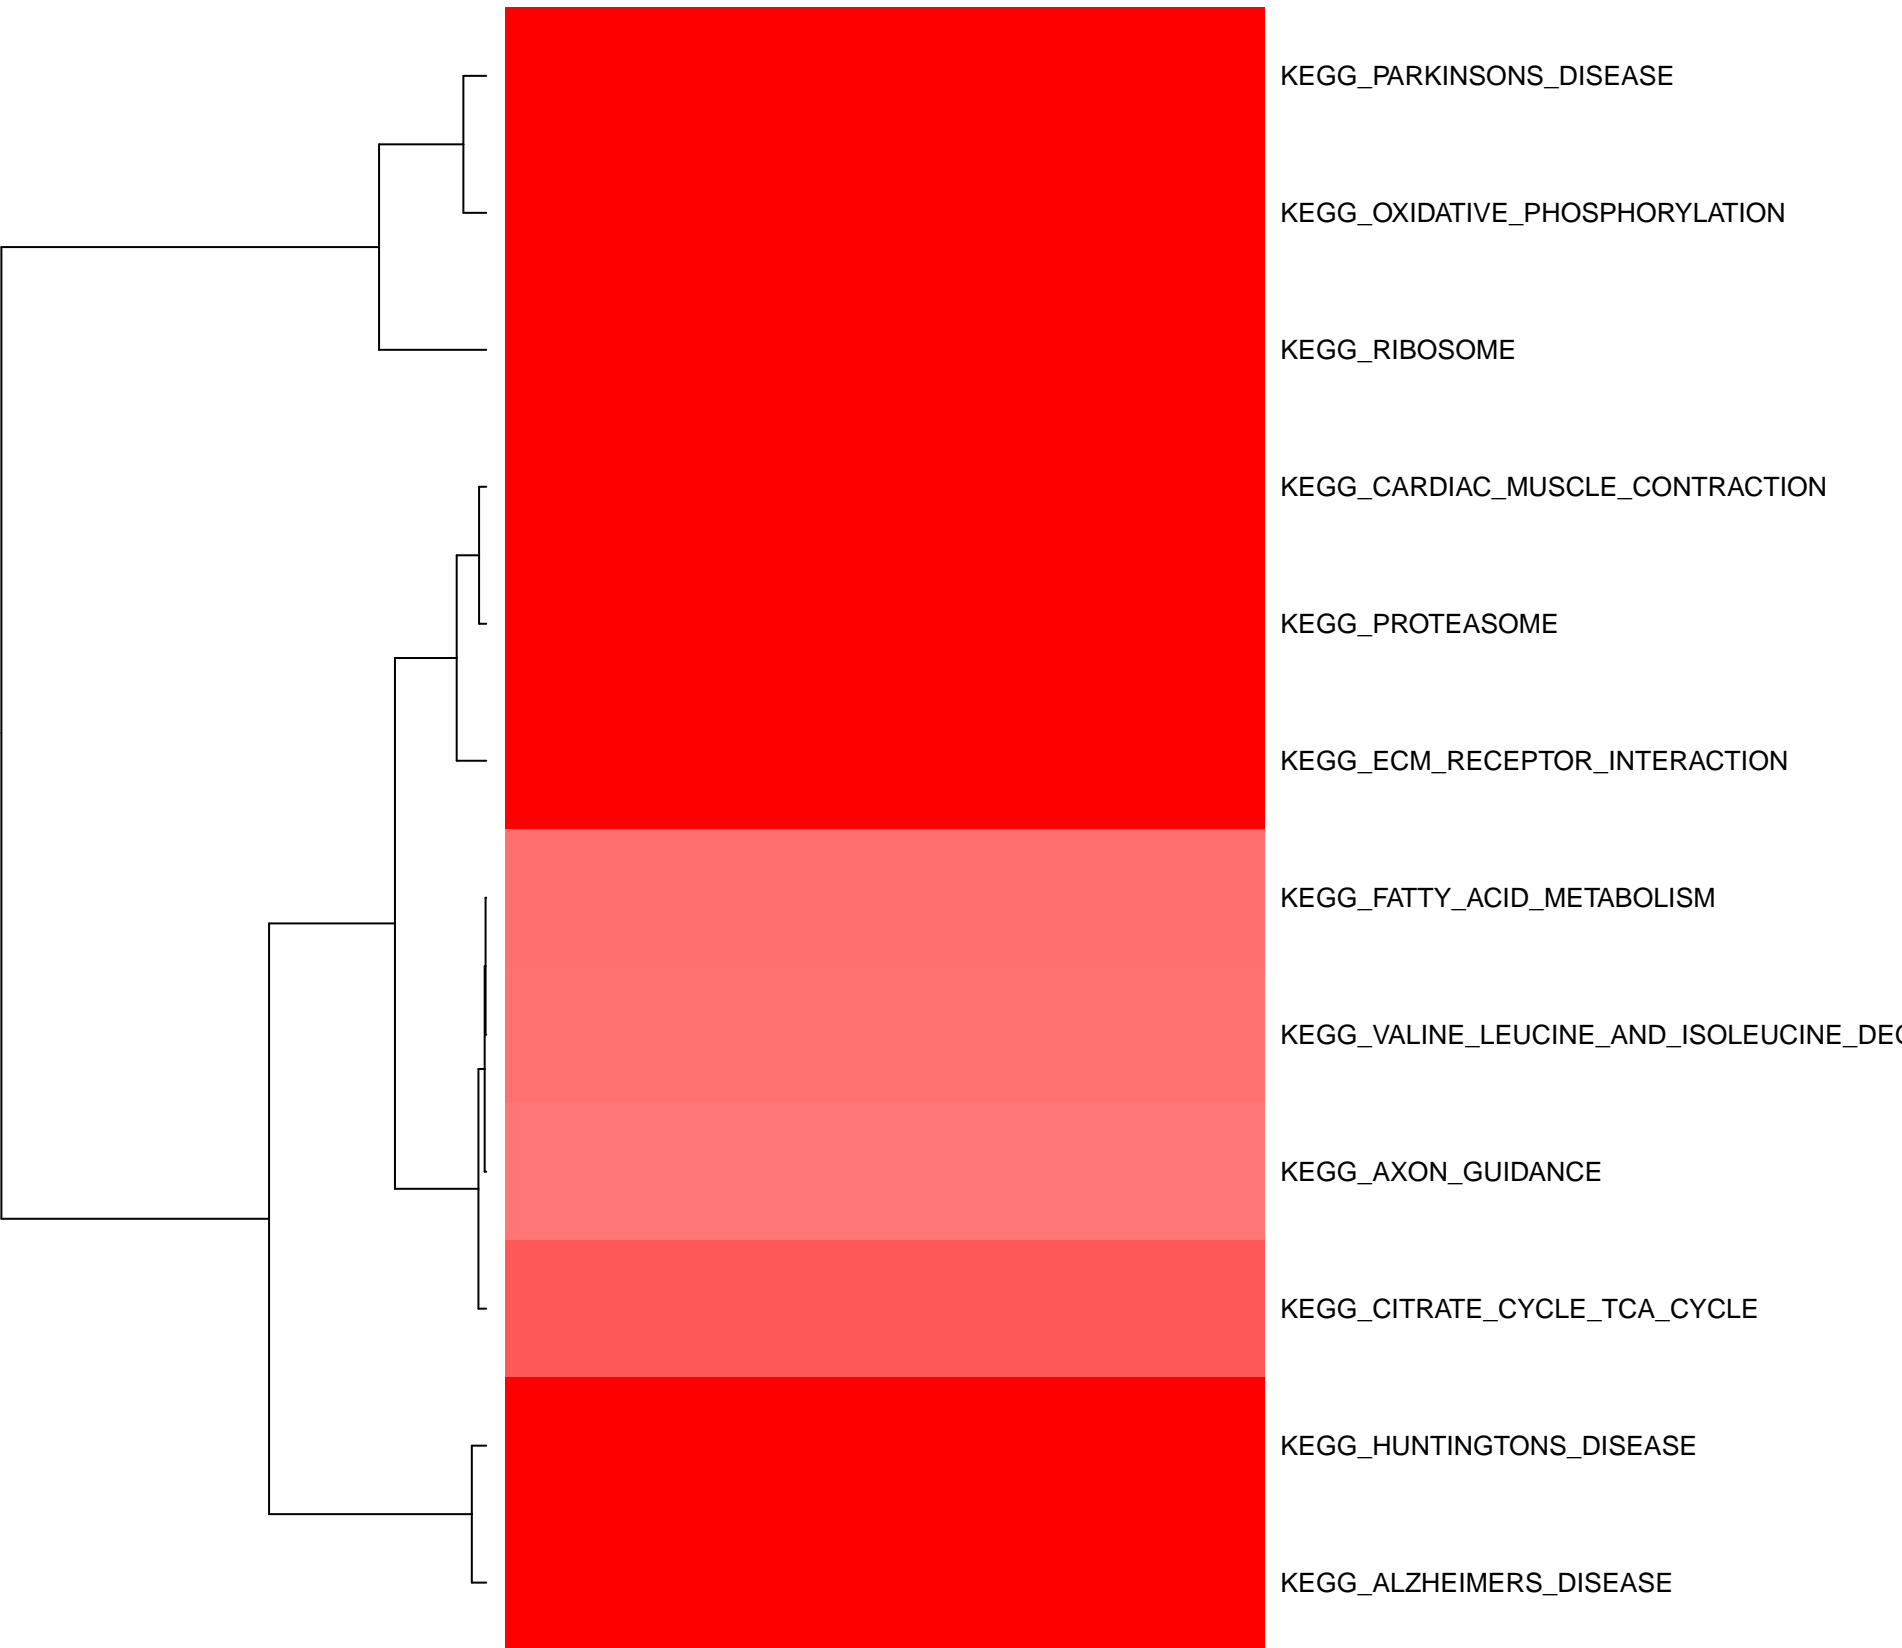 KEGG_PARKINSONS_DISEASE
KEGG_OXIDATIVE_PHOSPHORYLATION
KEGG_RIBOSOME
KEGG_CARDIAC_MUSCLE_CONTRACTION
KEGG_PROTEASOME
KEGG_ECM_RECEPTOR_INTERACTION
KEGG_FATTY_ACID_METABOLISM
KEGG_VALINE_LEUCINE_AND_ISOLEUCINE_DE
KEGG_AXON_GUIDANCE
KEGG_CITRATE_CYCLE_TCA_CYCLE
KEGG_HUNTINGTONS_DISEASE
KEGG_ALZHEIMERS_DISEASE